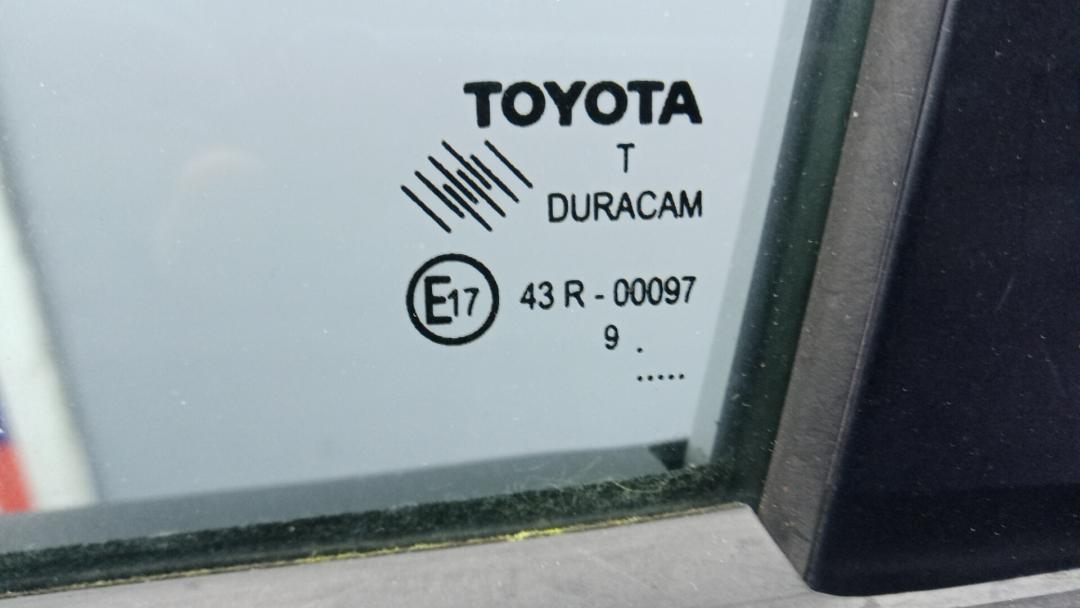 TOYOTA
T
DURACAM
E17 43 R - 00097
9 .
.....